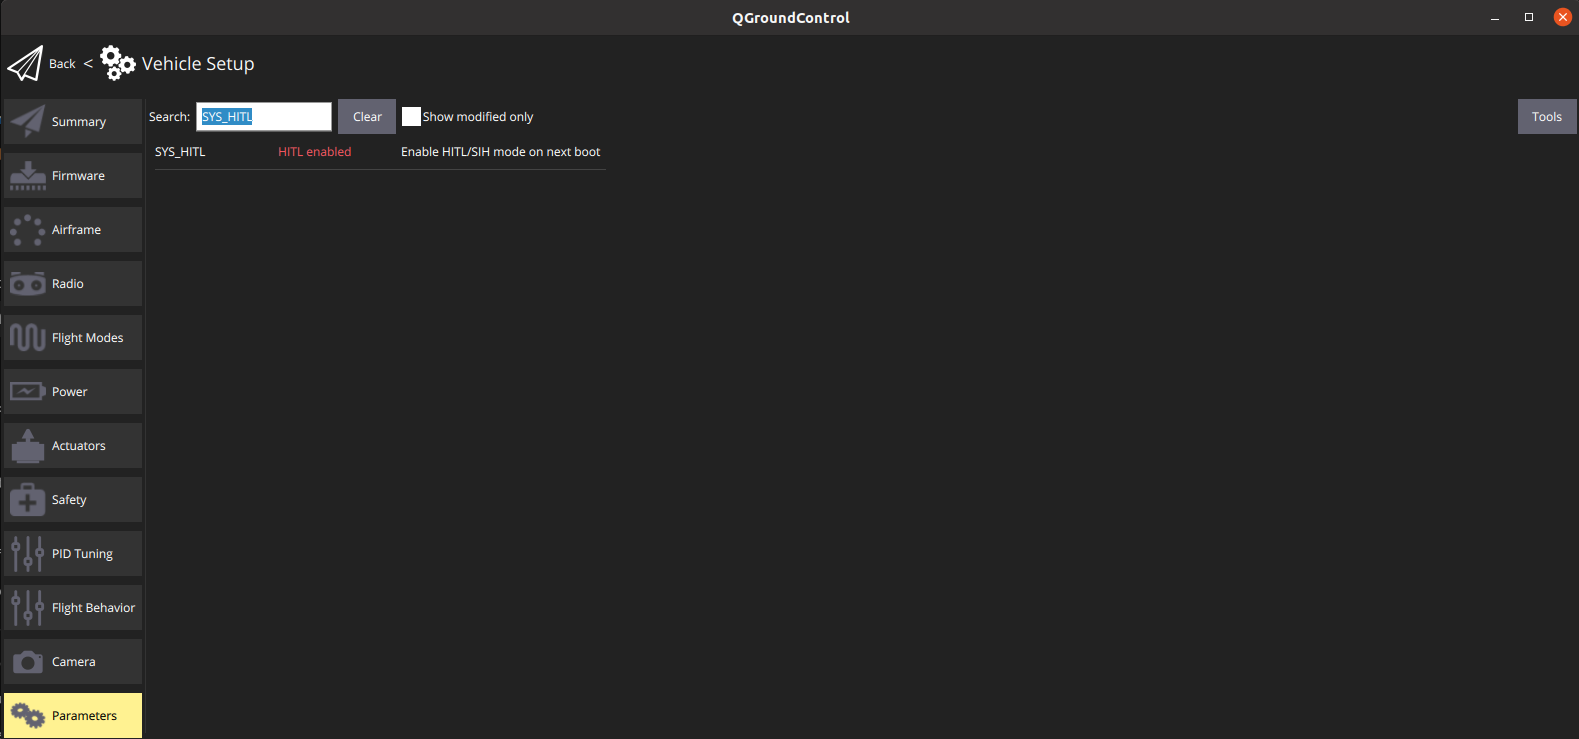 QGroundControl
Back < Vehicle Setup
Search: SYS_HITL Clear Show modified only Tools
SYS_HITL HITL enabled Enable HITL/SIH mode on next boot
Summary
Firmware
Airframe
Radio
Flight Modes
Power
Actuators
Safety
PID Tuning
Flight Behavior
Camera
Parameters